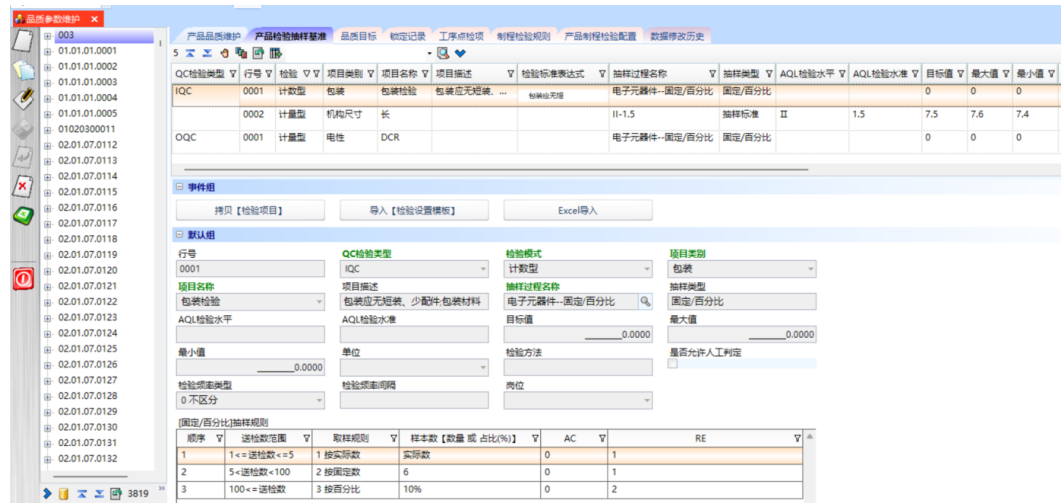 品质参数维护 ×
003
01.01.01.0001
01.01.01.0002
01.01.01.0003
01.01.01.0004
01.01.01.0005
01020300011
02.01.07.0112
02.01.07.0113
02.01.07.0114
02.01.07.0115
02.01.07.0116
02.01.07.0117
02.01.07.0118
02.01.07.0119
02.01.07.0120
02.01.07.0121
02.01.07.0122
02.01.07.0123
02.01.07.0124
02.01.07.0125
02.01.07.0126
02.01.07.0127
02.01.07.0128
02.01.07.0129
02.01.07.0130
02.01.07.0131
02.01.07.0132
3819
产品品质维护 产品检验抽样基准 品质目标 锁定记录 工序点检项 制程检验规则 产品制程检验配置 数据修改历史
5
QC检验类型 行号 检验 项目类别 项目名称 项目描述 检验标准表达式 抽样过程名称 抽样类型 AQL检验水平 AQL检验水准 目标值 最大值 最小值
IQC 0001 计数型 包装 包装检验 包装应无短装、... 包装应无短 电子元器件--固定/百分比 固定/百分比 0 0 0
0002 计量型 机构尺寸 长 II-1.5 抽样标准 II 1.5 7.5 7.6 7.4
OQC 0001 计量型 电性 DCR 电子元器件--固定/百分比 固定/百分比 0 0 0
事件组
拷贝【检验项目】 导入【检验设置模板】 Excel导入
默认组
行号 QC检验类型 检验模式 项目类别
0001 IQC 计数型 包装
项目名称 项目描述 抽样过程名称 抽样类型
包装检验 包装应无短装、少配件;包装材料 电子元器件--固定/百分比 固定/百分比
AQL检验水平 AQL检验水准 目标值 最大值
0.0000 0.0000
最小值 单位 检验方法 是否允许人工判定
0.0000
检验频率类型 检验频率间隔 岗位
0 不区分
[固定/百分比]抽样规则
顺序 送检数范围 取样规则 样本数【数量 或 占比(%)】 AC RE
1 1<=送检数<=5 1 按实际数 实际数 0 1
2 5<送检数<100 2 按固定数 6 0 1
3 100<=送检数 3 按百分比 10% 0 2